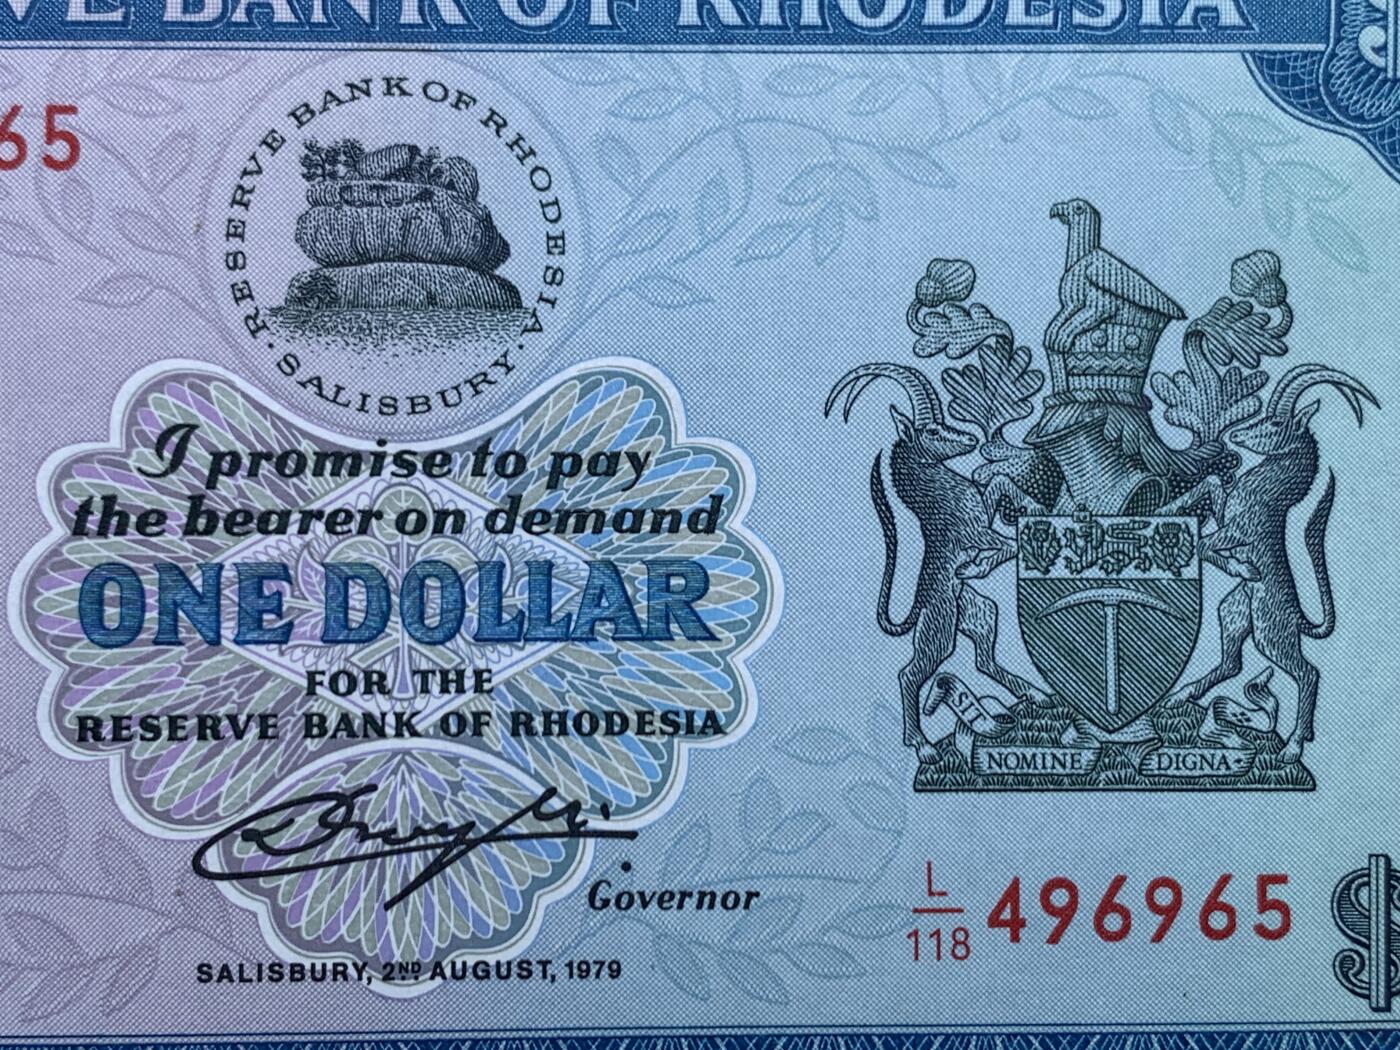 VE BANK OF RHODESIA
65
RESERVE BANK OF RHODESIA
· SALISBURY ·
I promise to pay
the bearer on demand
ONE DOLLAR
FOR THE
RESERVE BANK OF RHODESIA
Governor
SALISBURY, 2ND AUGUST, 1979
SIT
NOMINE DIGNA
L/118 496965
$